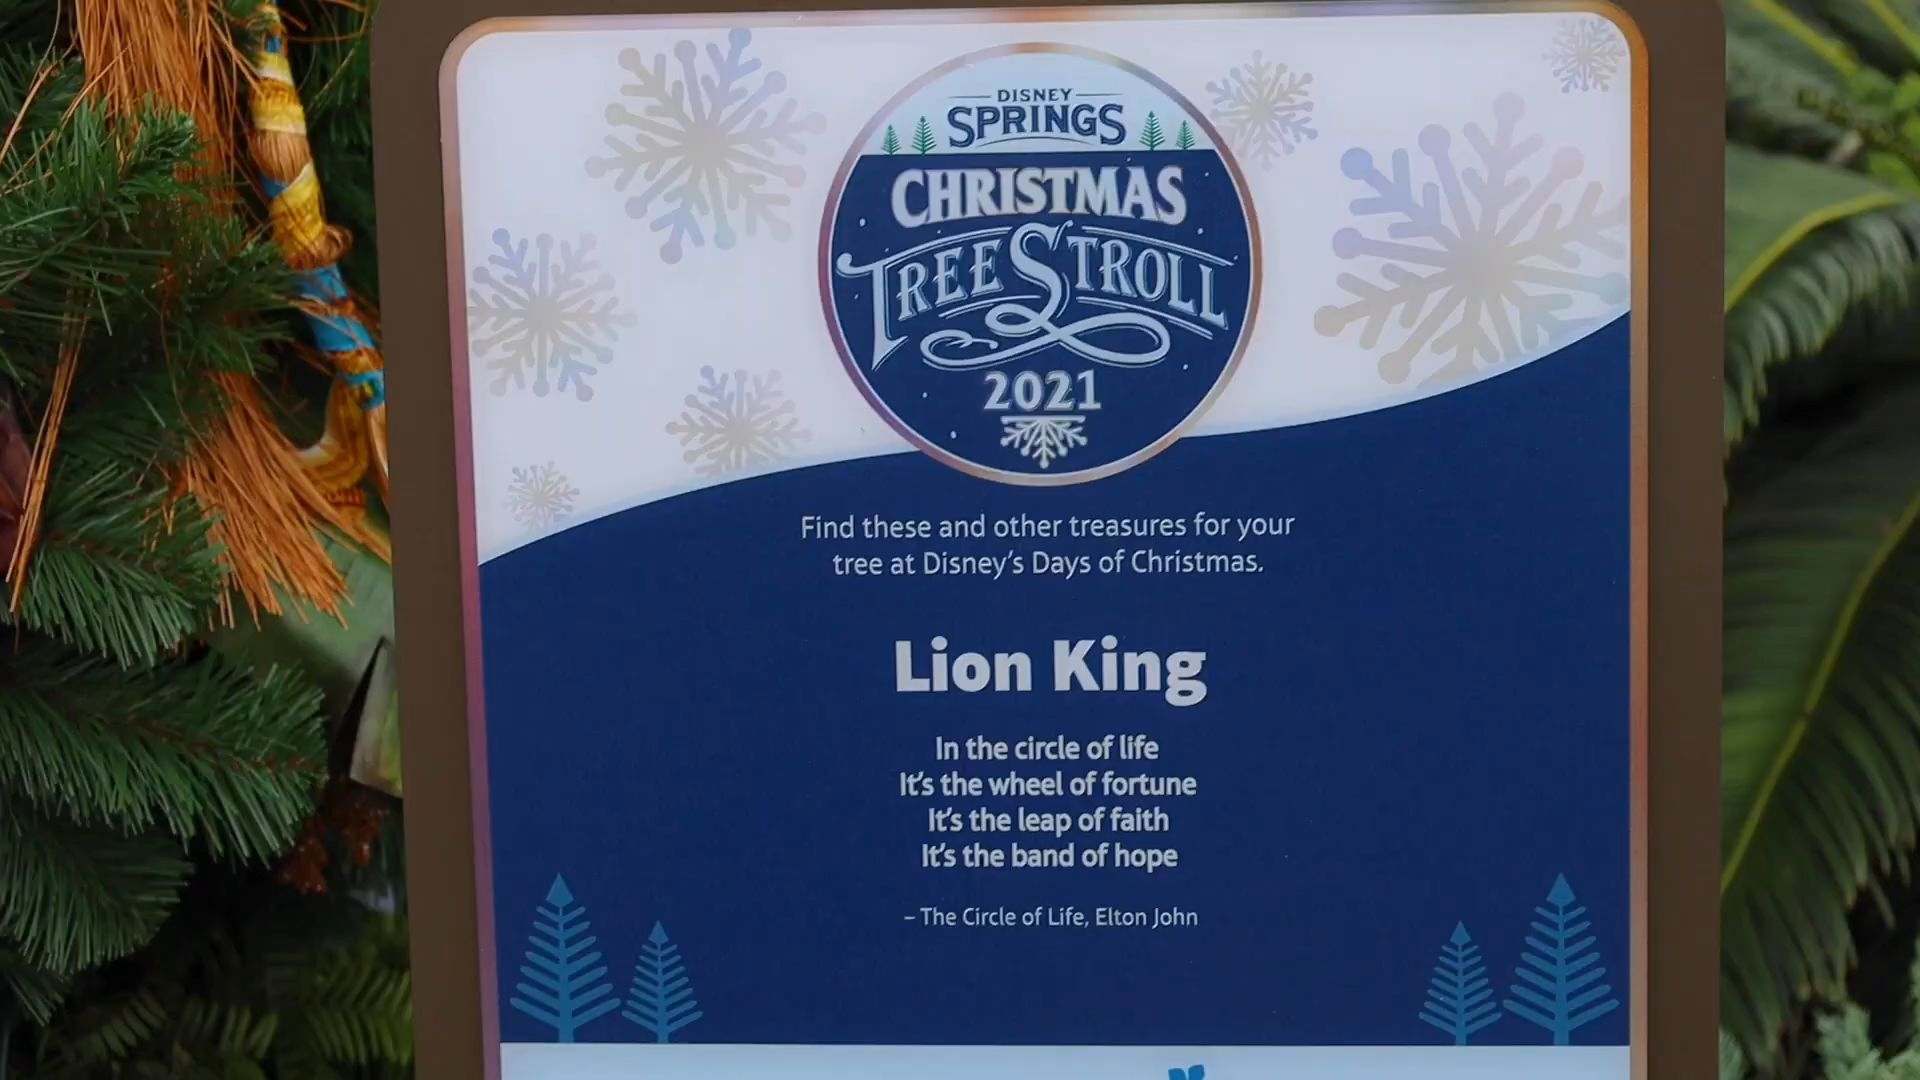 DISNEY
SPRINGS
CHRISTMAS
TREE STROLL
2021
Find these and other treasures for your
tree at Disney's Days of Christmas.
Lion King
In the circle of life
It's the wheel of fortune
It's the leap of faith
It's the band of hope
– The Circle of Life, Elton John